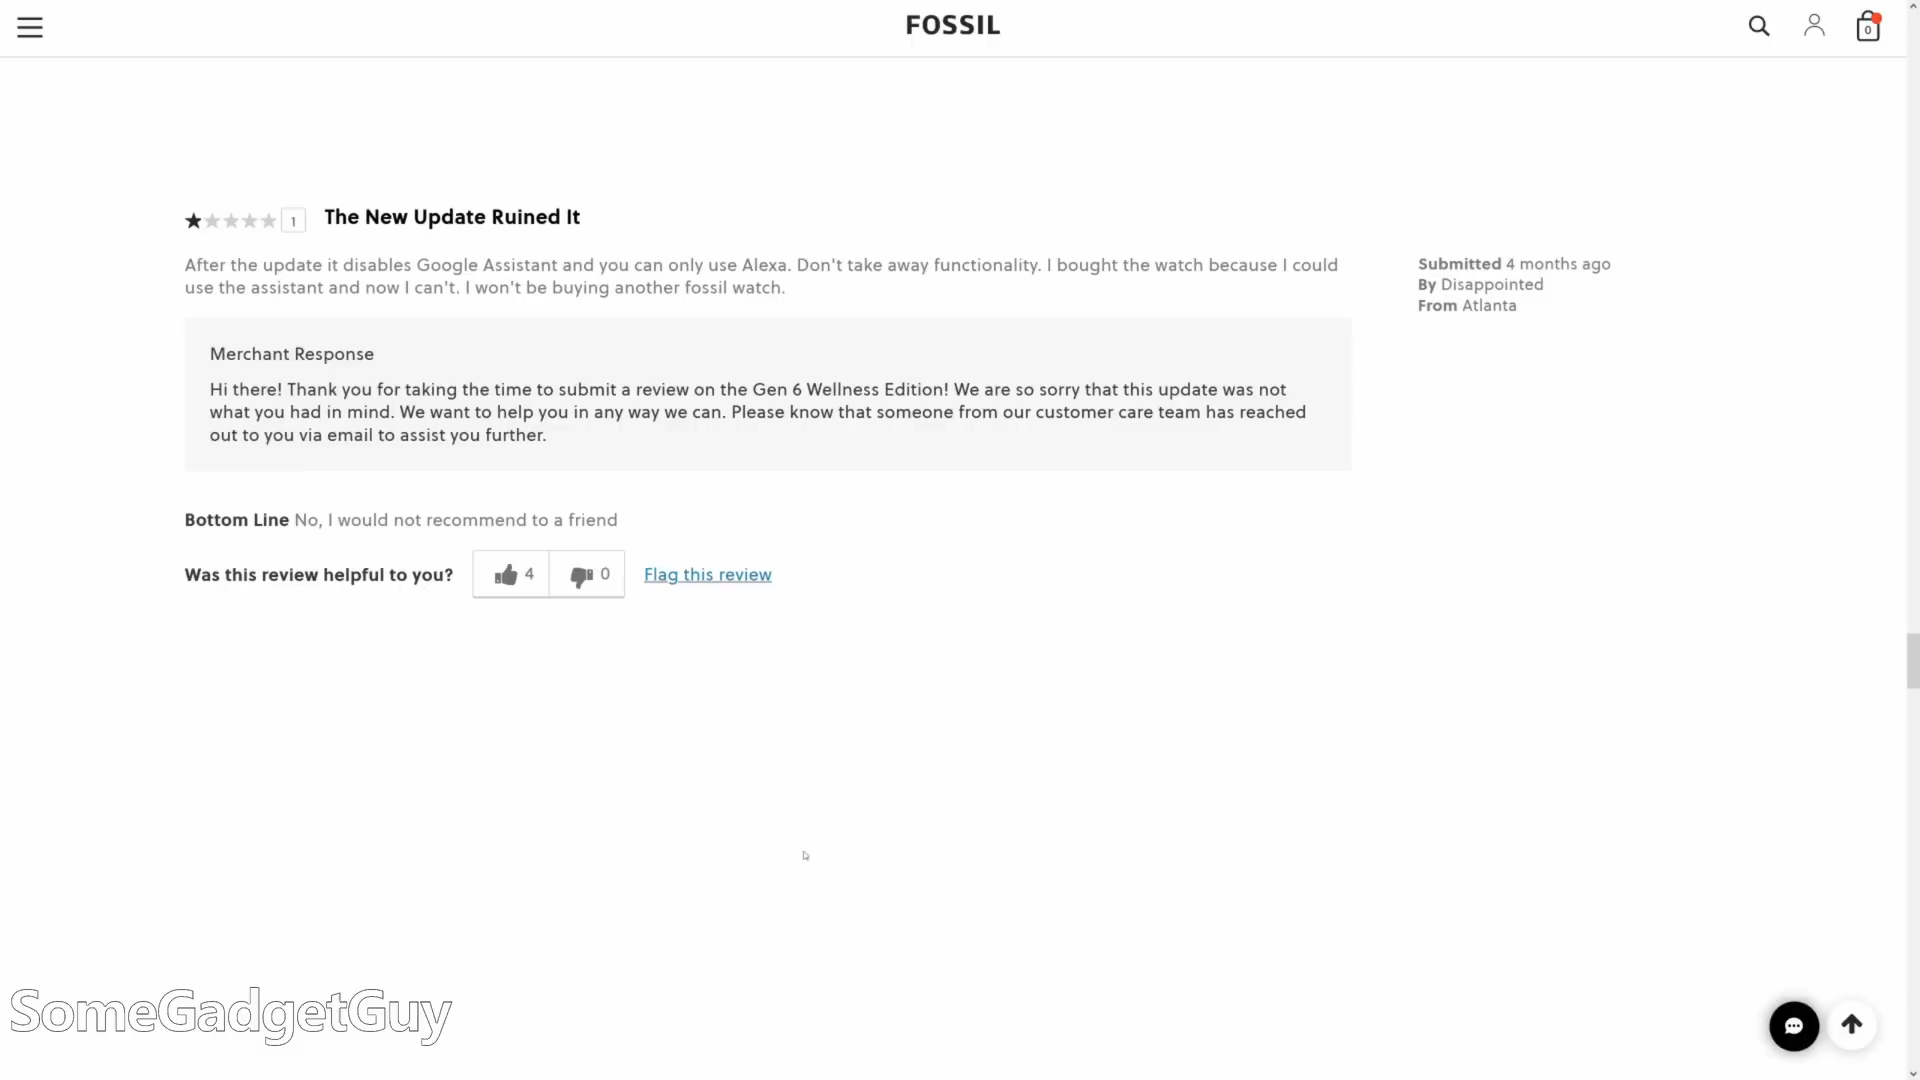 FOSSIL
0
1
The New Update Ruined It
After the update it disables Google Assistant and you can only use Alexa. Don't take away functionality. I bought the watch because I could
use the assistant and now I can't. I won't be buying another fossil watch.
Submitted 4 months ago
By Disappointed
From Atlanta
Merchant Response
Hi there! Thank you for taking the time to submit a review on the Gen 6 Wellness Edition! We are so sorry that this update was not
what you had in mind. We want to help you in any way we can. Please know that someone from our customer care team has reached
out to you via email to assist you further.
Bottom Line No, I would not recommend to a friend
Was this review helpful to you? 4 0 Flag this review
SomeGadgetGuy